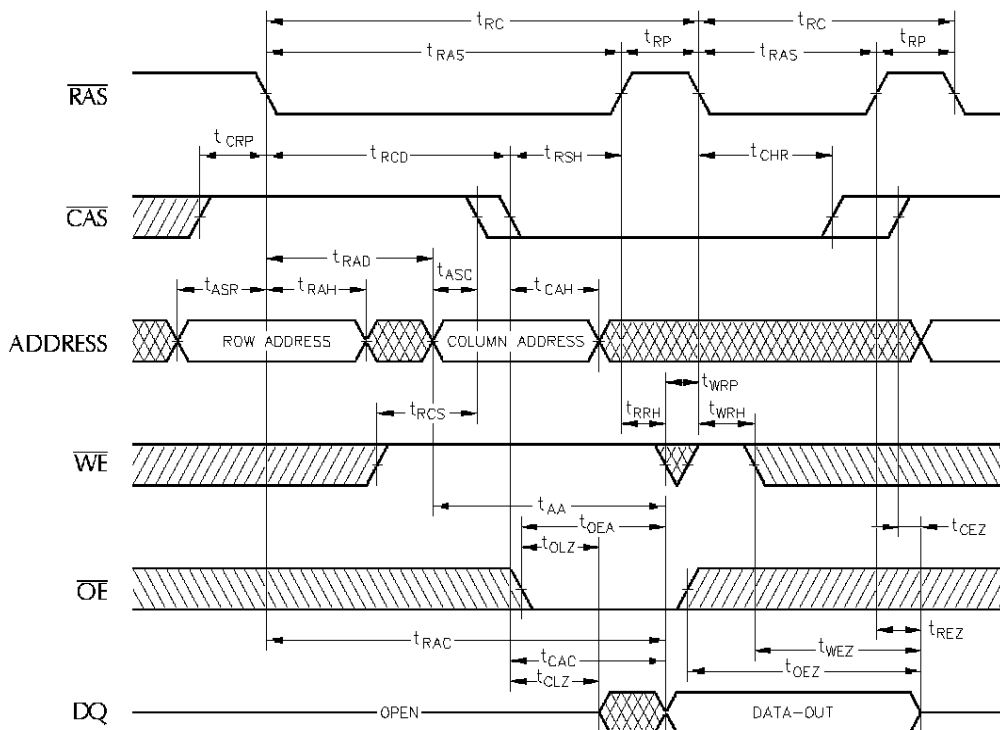 tRC tRC
tRAS tRP tRAS tRP
RAS
tCRP tRCD tRSH tCHR
CAS
tRAD tASC
tASR tRAH tCAH
ADDRESS ROW ADDRESS COLUMN ADDRESS
tWRP
tRCS tRRH tWRH
WE
tAA
tOEA tCEZ
tOLZ
OE
tRAC tREZ
tCAC tWEZ
tCLZ tOEZ
DQ OPEN DATA-OUT